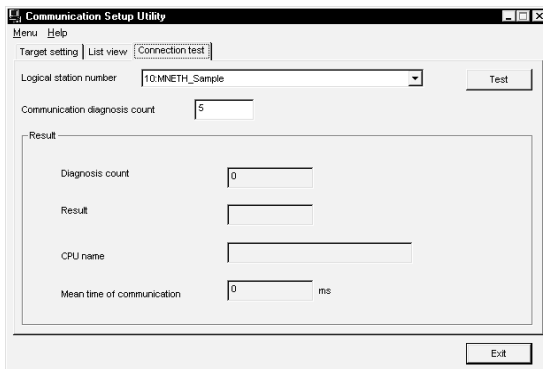 Communication Setup Utility
Menu Help
Target setting List view Connection test
Logical station number 10:MNETH_Sample Test
Communication diagnosis count 5
Result
Diagnosis count 0
Result
CPU name
Mean time of communication 0 ms
Exit